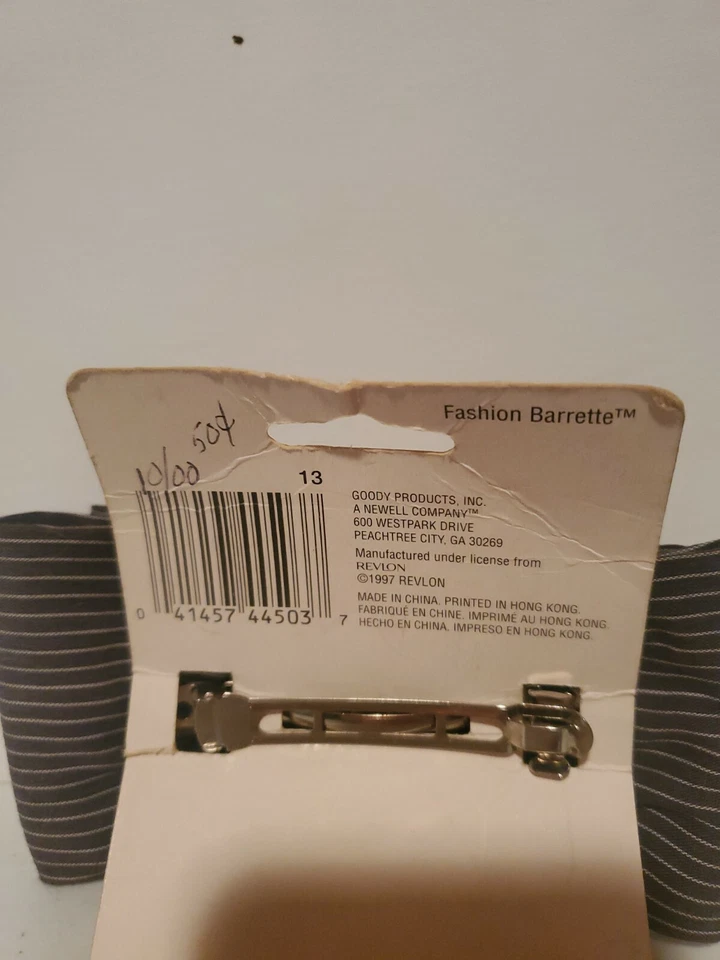 Fashion Barrette™
50¢
10/00
13
0 41457 44503 7
GOODY PRODUCTS, INC.
A NEWELL COMPANY™
600 WESTPARK DRIVE
PEACHTREE CITY, GA 30269
Manufactured under license from
REVLON
©1997 REVLON
MADE IN CHINA. PRINTED IN HONG KONG.
FABRIQUÉ EN CHINE. IMPRIMÉ AU HONG KONG.
HECHO EN CHINA. IMPRESO EN HONG KONG.